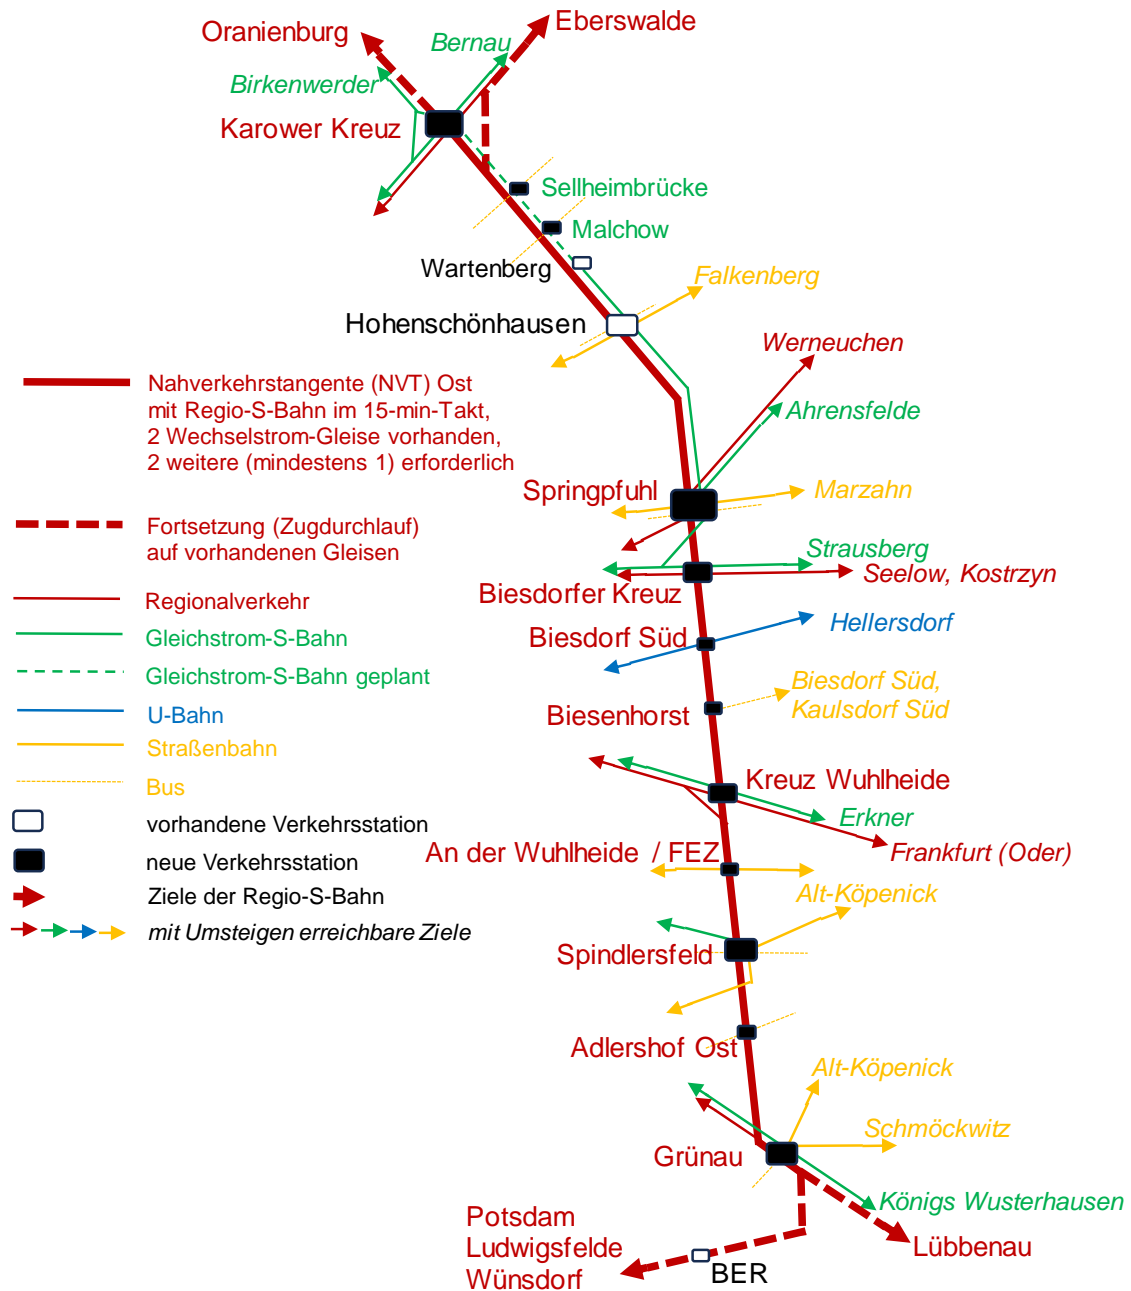 Oranienburg
Eberswalde
Bernau
Birkenwerder
Karower Kreuz
Sellheimbrücke
Malchow
Wartenberg
Falkenberg
Hohenschönhausen
Werneuchen
Ahrensfelde
Nahverkehrstangente (NVT) Ost
mit Regio-S-Bahn im 15-min-Takt,
2 Wechselstrom-Gleise vorhanden,
2 weitere (mindestens 1) erforderlich
Springpfuhl
Marzahn
Fortsetzung (Zugdurchlauf)
auf vorhandenen Gleisen
Strausberg
Seelow, Kostrzyn
Biesdorfer Kreuz
Regionalverkehr
Gleichstrom-S-Bahn
Biesdorf Süd
Hellersdorf
Gleichstrom-S-Bahn geplant
Biesdorf Süd,
Kaulsdorf Süd
U-Bahn
Biesenhorst
Straßenbahn
Bus
Kreuz Wuhlheide
vorhandene Verkehrsstation
Erkner
neue Verkehrsstation
An der Wuhlheide / FEZ
Frankfurt (Oder)
Ziele der Regio-S-Bahn
Alt-Köpenick
mit Umsteigen erreichbare Ziele
Spindlersfeld
Adlershof Ost
Alt-Köpenick
Schmöckwitz
Grünau
Königs Wusterhausen
Potsdam
Ludwigsfelde
Wünsdorf
Lübbenau
BER